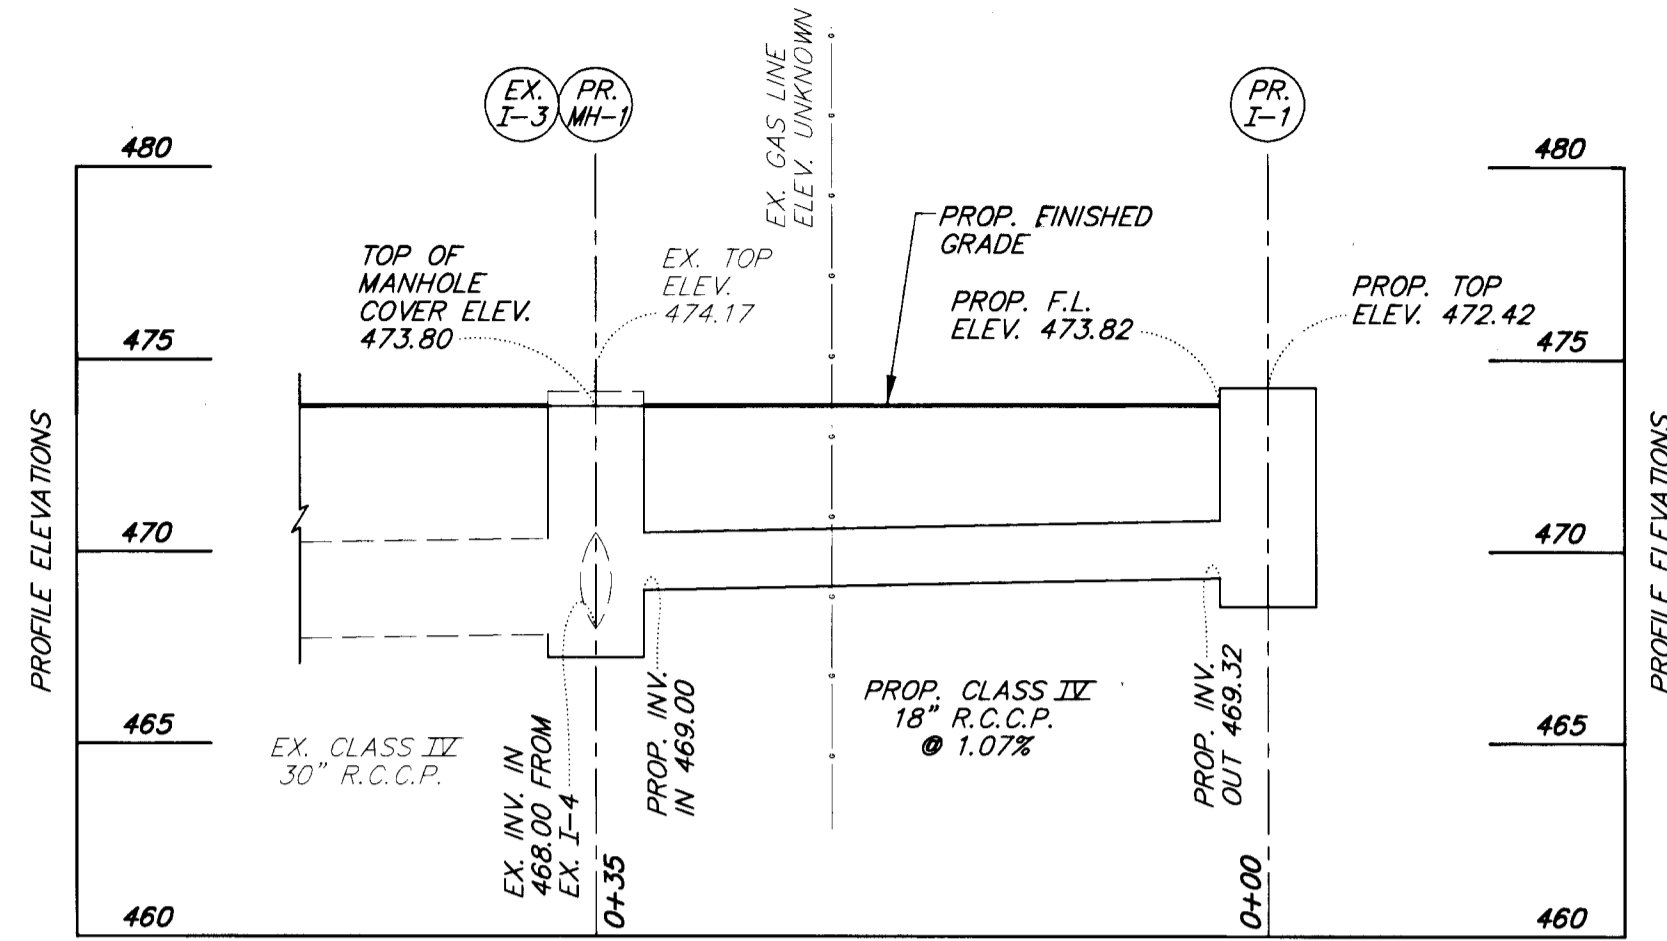 EX.
I-3
PR.
MH-1
EX. GAS LINE
ELEV. UNKNOWN
PR.
I-1
480
480
TOP OF
MANHOLE
COVER ELEV.
473.80
EX. TOP
ELEV.
474.17
PROP. FINISHED
GRADE
PROP. F.L.
ELEV. 473.82
PROP. TOP
ELEV. 472.42
475
475
PROFILE ELEVATIONS
PROFILE ELEVATIONS
470
470
465
465
EX. CLASS IV
30" R.C.C.P.
EX. INV. IN
468.00 FROM
EX. I-4
PROP. INV.
IN 469.00
PROP. CLASS IV
18" R.C.C.P.
@ 1.07%
PROP. INV.
OUT 469.32
0+35
0+00
460
460